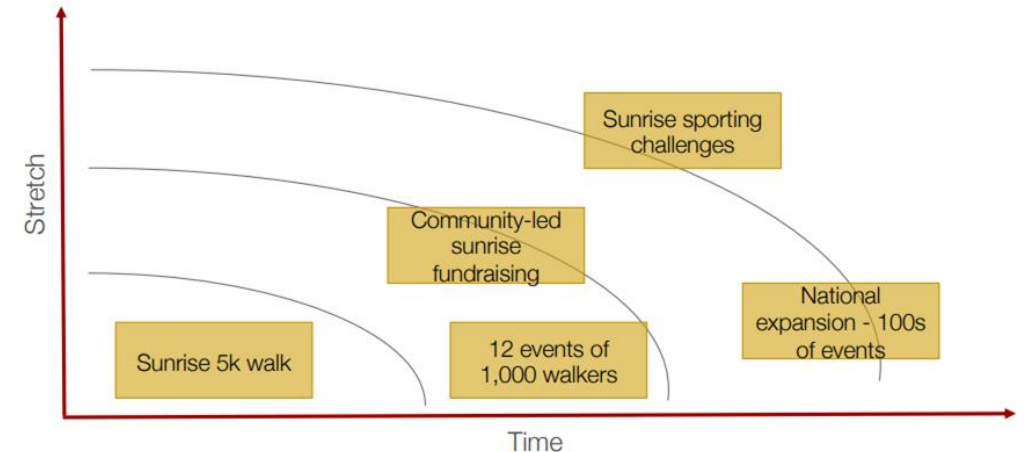 Stretch
Sunrise sporting
challenges
Community-led
sunrise
fundraising
National
expansion - 100s
of events
Sunrise 5k walk
12 events of
1,000 walkers
Time